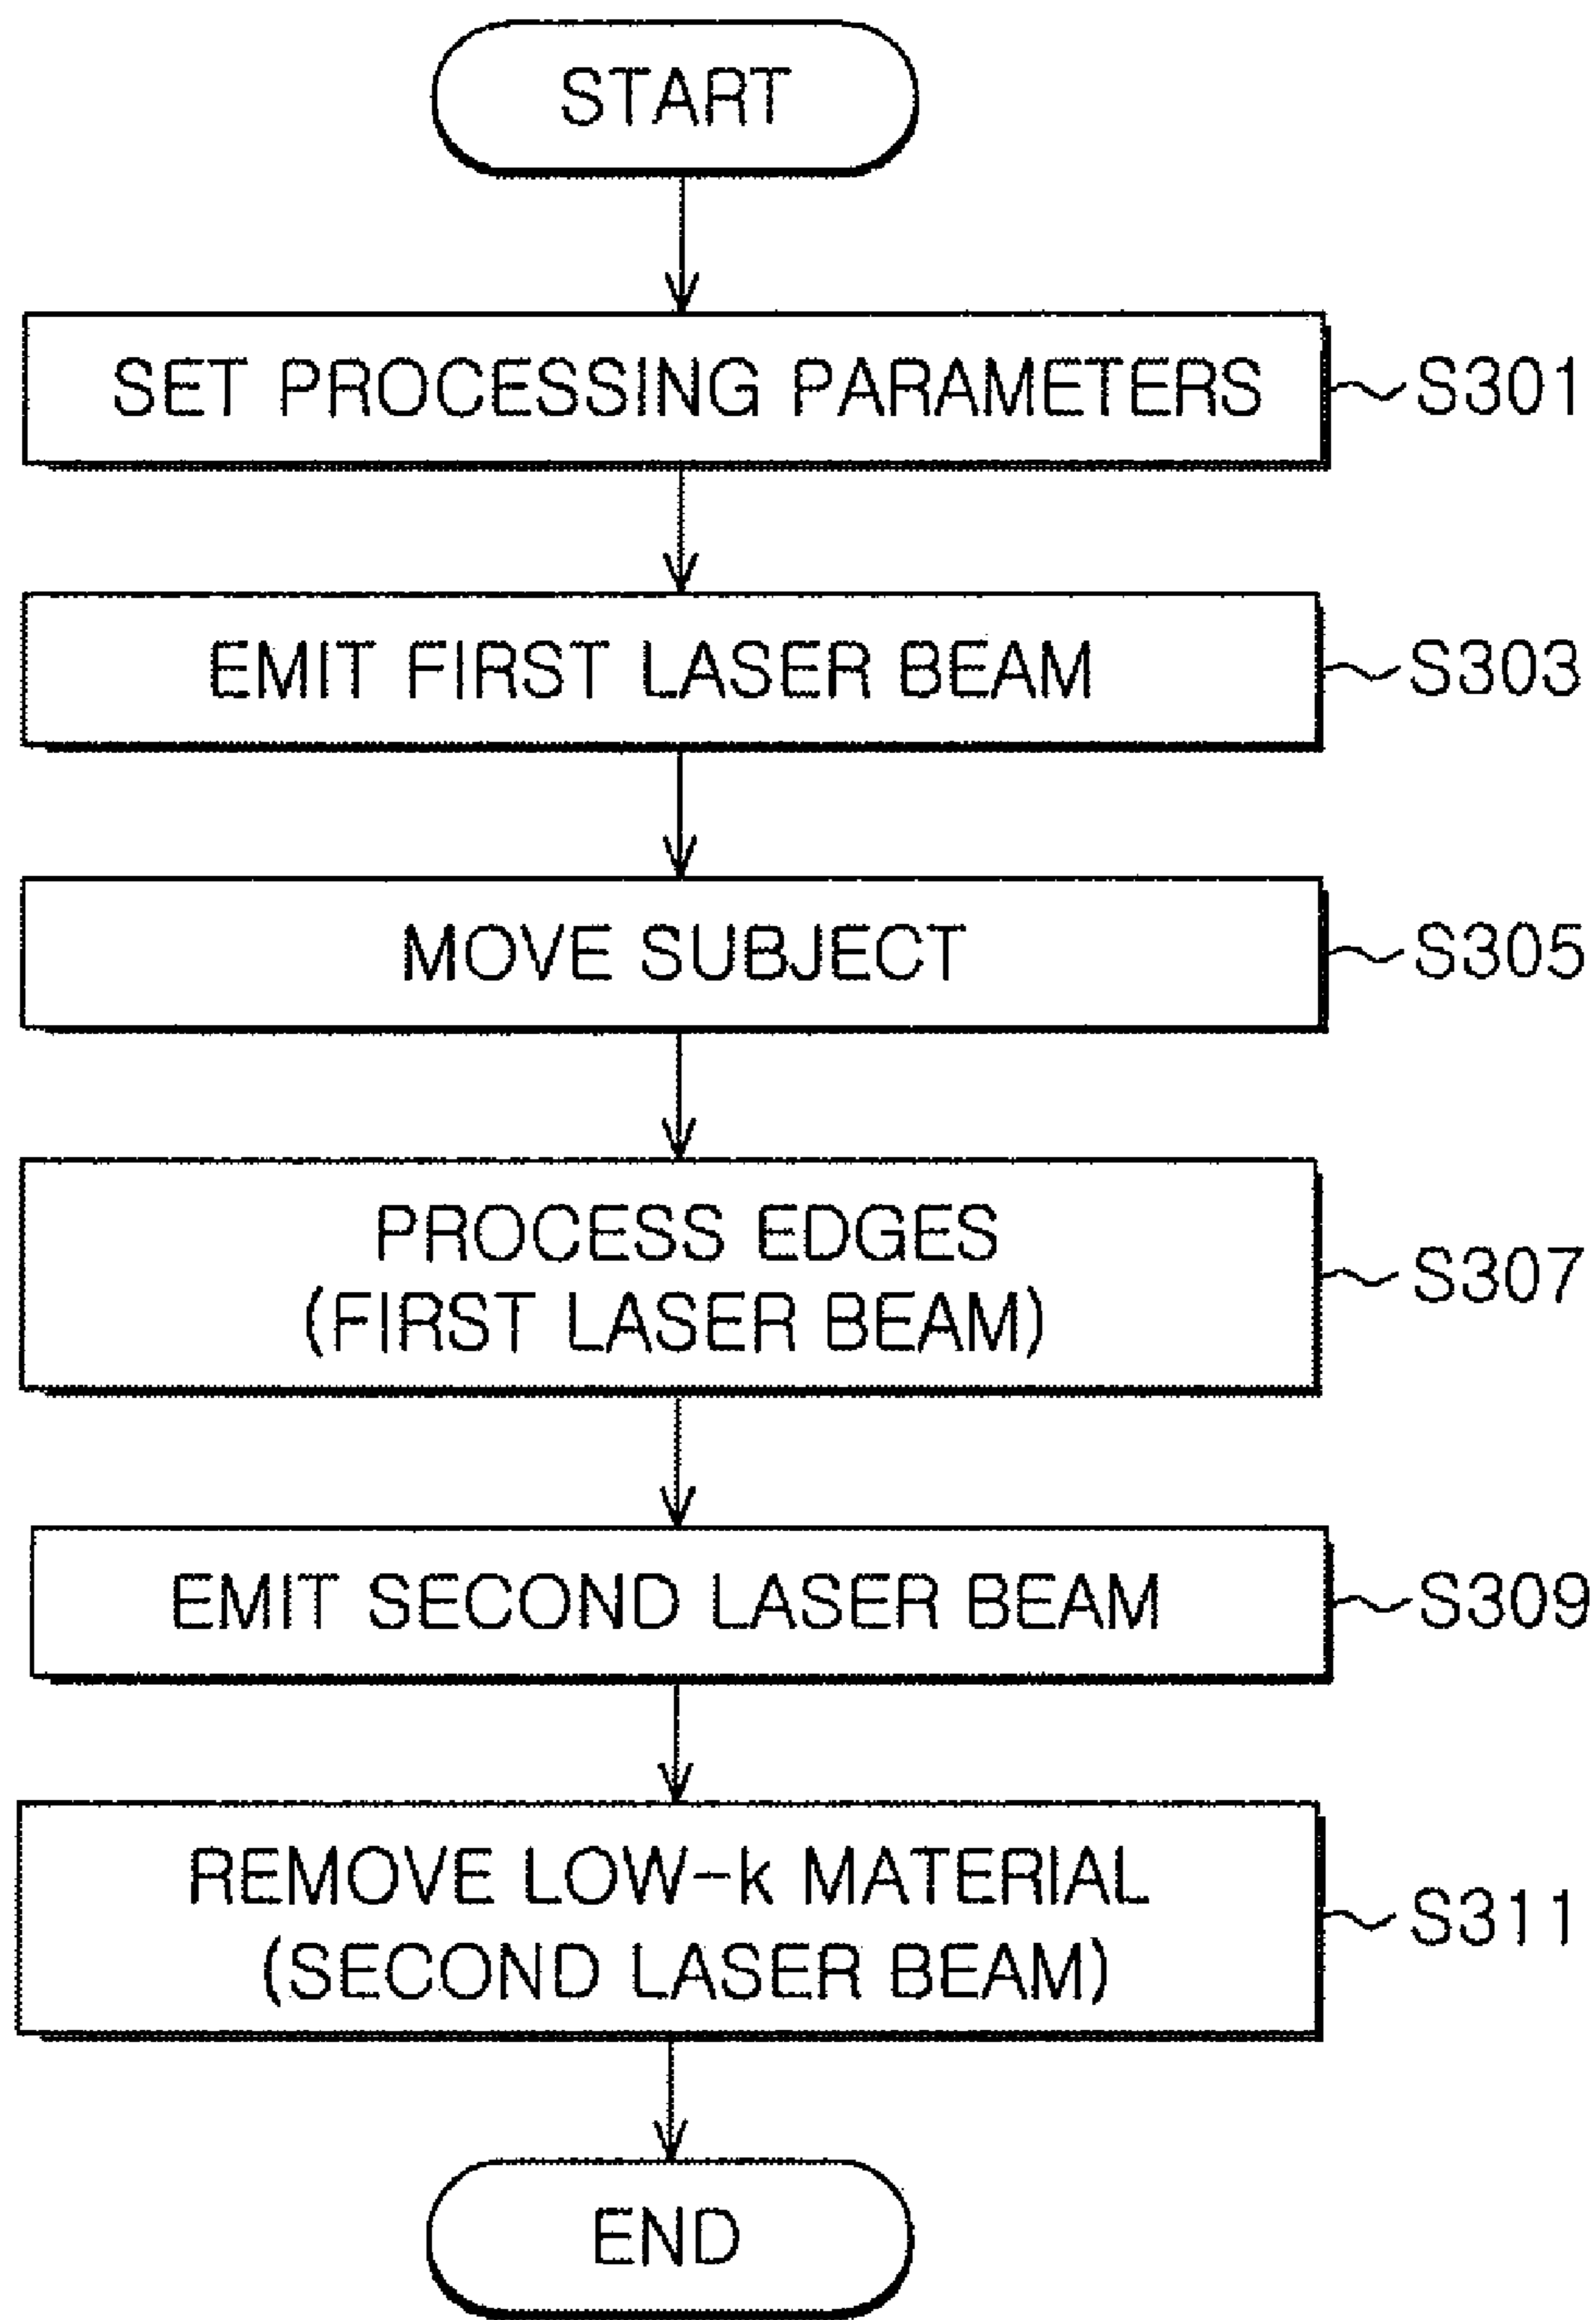 START
SET PROCESSING PARAMETERS
S301
EMIT FIRST LASER BEAM
S303
MOVE SUBJECT
S305
PROCESS EDGES
(FIRST LASER BEAM)
S307
EMIT SECOND LASER BEAM
S309
REMOVE LOW-k MATERIAL
(SECOND LASER BEAM)
S311
END